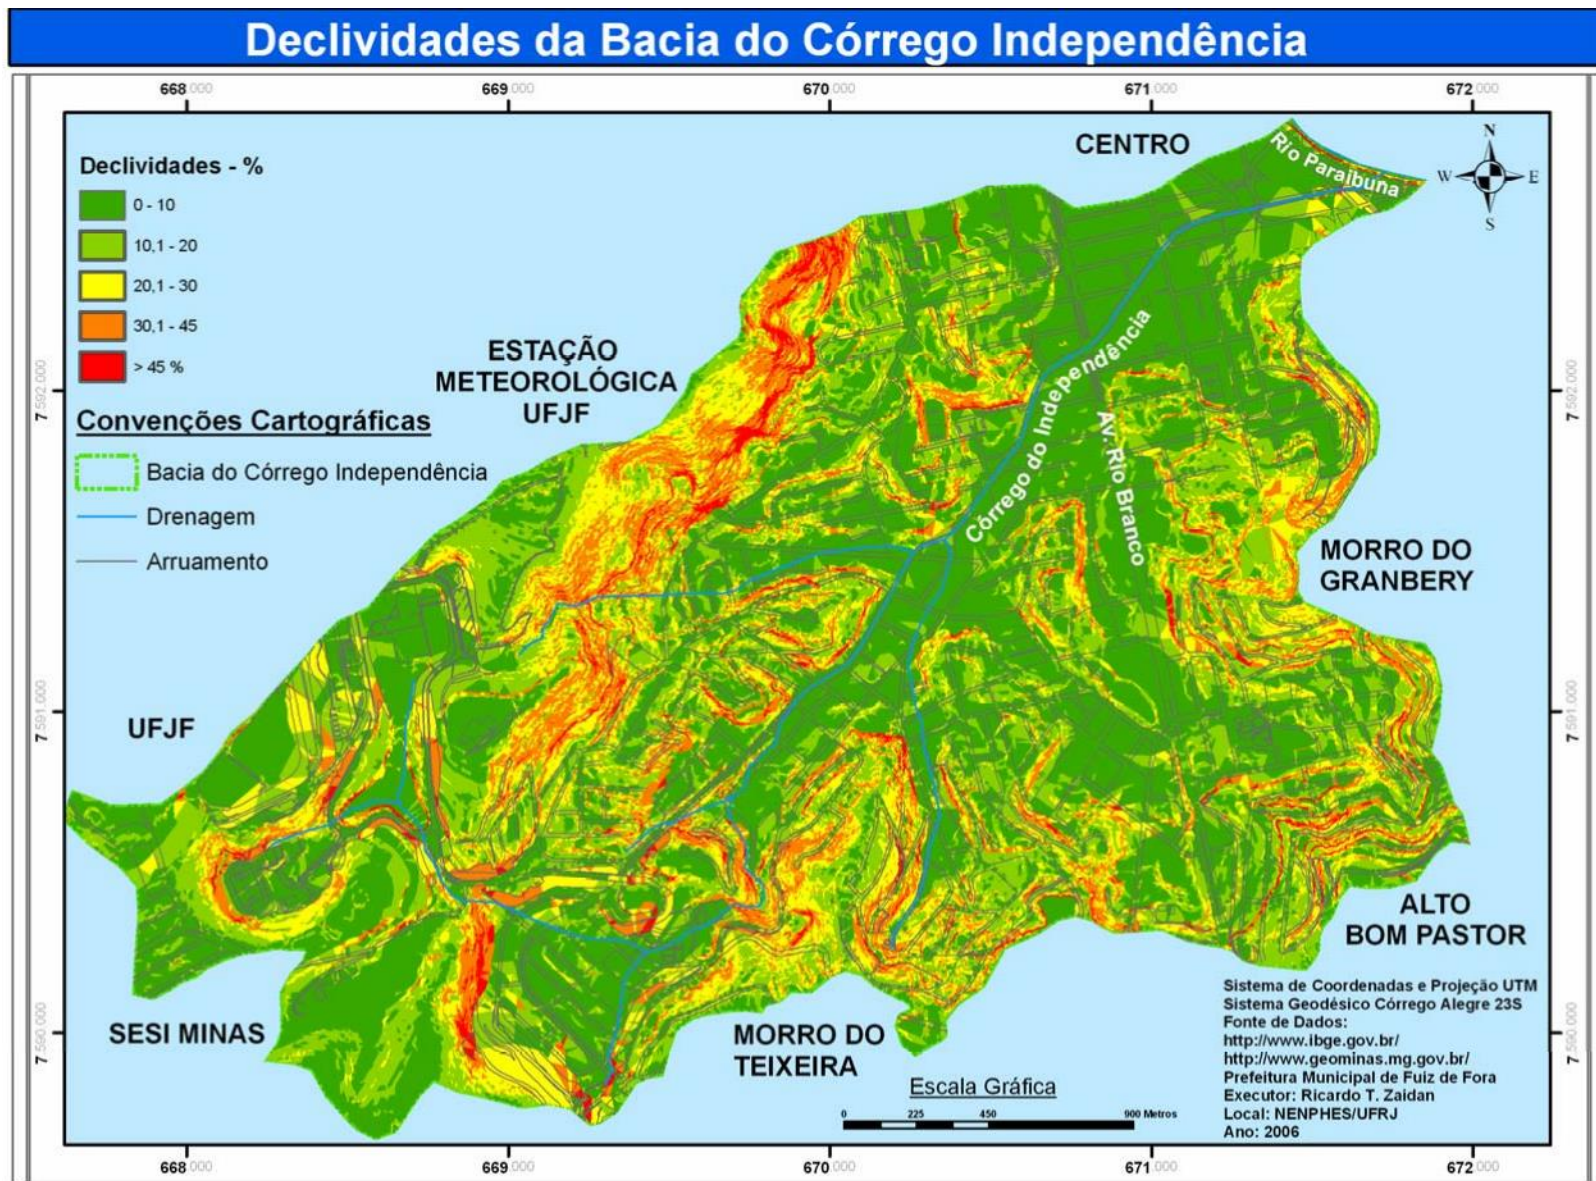 Declividades da Bacia do Córrego Independência
668.000 669.000 670.000 671.000 672.000
CENTRO
Rio Paraibuna
N
W E
S
Declividades - %
0 - 10
10,1 - 20
20,1 - 30
30,1 - 45
> 45 %
ESTAÇÃO
METEOROLÓGICA
UFJF
7.592.000
7.592.000
Convenções Cartográficas
Bacia do Córrego Independência
Drenagem
Arruamento
Córrego do Independência
Av. Rio Branco
MORRO DO
GRANBERY
UFJF
7.591.000
7.591.000
ALTO
BOM PASTOR
SESI MINAS
MORRO DO
TEIXEIRA
7.590.000
7.590.000
Sistema de Coordenadas e Projeção UTM
Sistema Geodésico Córrego Alegre 23S
Fonte de Dados:
http://www.ibge.gov.br/
http://www.geominas.mg.gov.br/
Prefeitura Municipal de Fuiz de Fora
Executor: Ricardo T. Zaidan
Local: NENPHES/UFRJ
Ano: 2006
Escala Gráfica
0 225 450 900 Metros
668.000 669.000 670.000 671.000 672.000